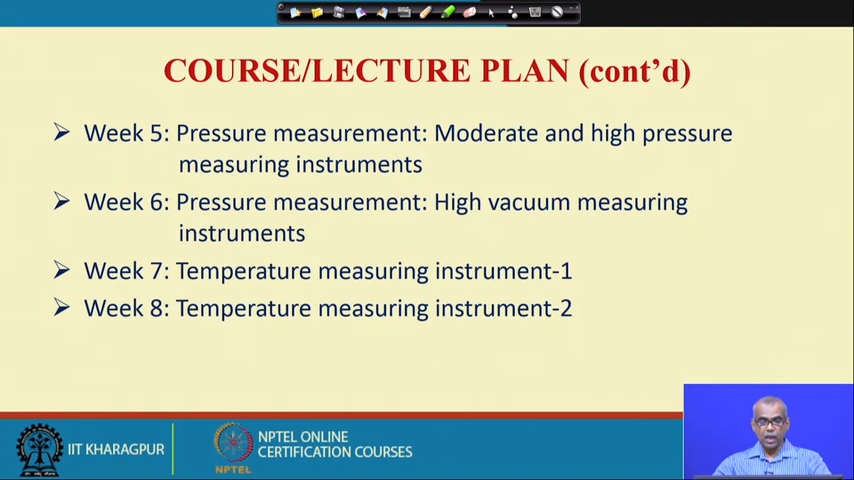 COURSE/LECTURE PLAN (cont’d)
Week 5: Pressure measurement: Moderate and high pressure
measuring instruments
Week 6: Pressure measurement: High vacuum measuring
instruments
Week 7: Temperature measuring instrument-1
Week 8: Temperature measuring instrument-2
IIT KHARAGPUR
NPTEL
NPTEL ONLINE
CERTIFICATION COURSES